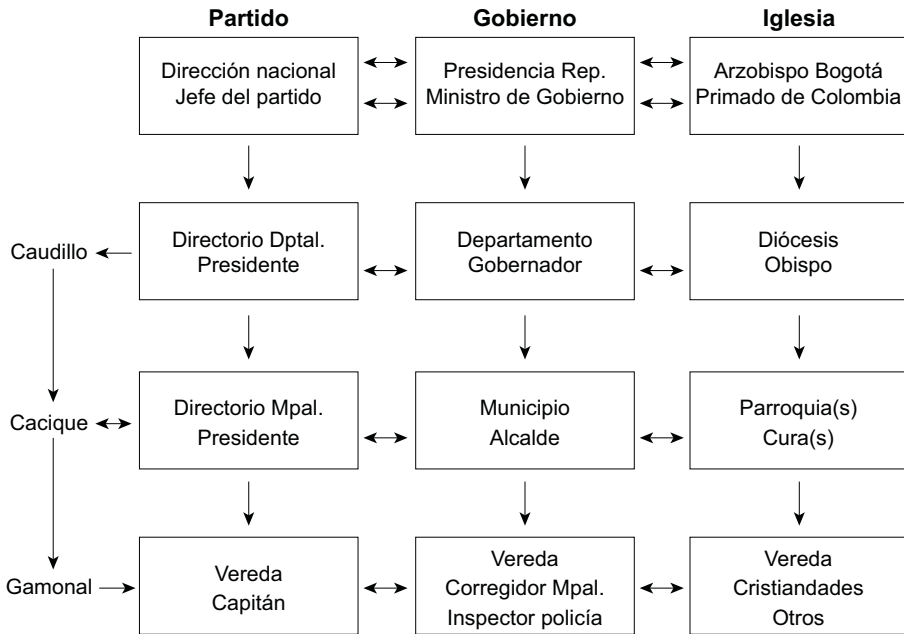 Partido
Gobierno
Iglesia
Dirección nacional
Jefe del partido
Presidencia Rep.
Ministro de Gobierno
Arzobispo Bogotá
Primado de Colombia
Caudillo
Directorio Dptal.
Presidente
Departamento
Gobernador
Diócesis
Obispo
Cacique
Directorio Mpal.
Presidente
Municipio
Alcalde
Parroquia(s)
Cura(s)
Gamonal
Vereda
Capitán
Vereda
Corregidor Mpal.
Inspector policía
Vereda
Cristiandades
Otros